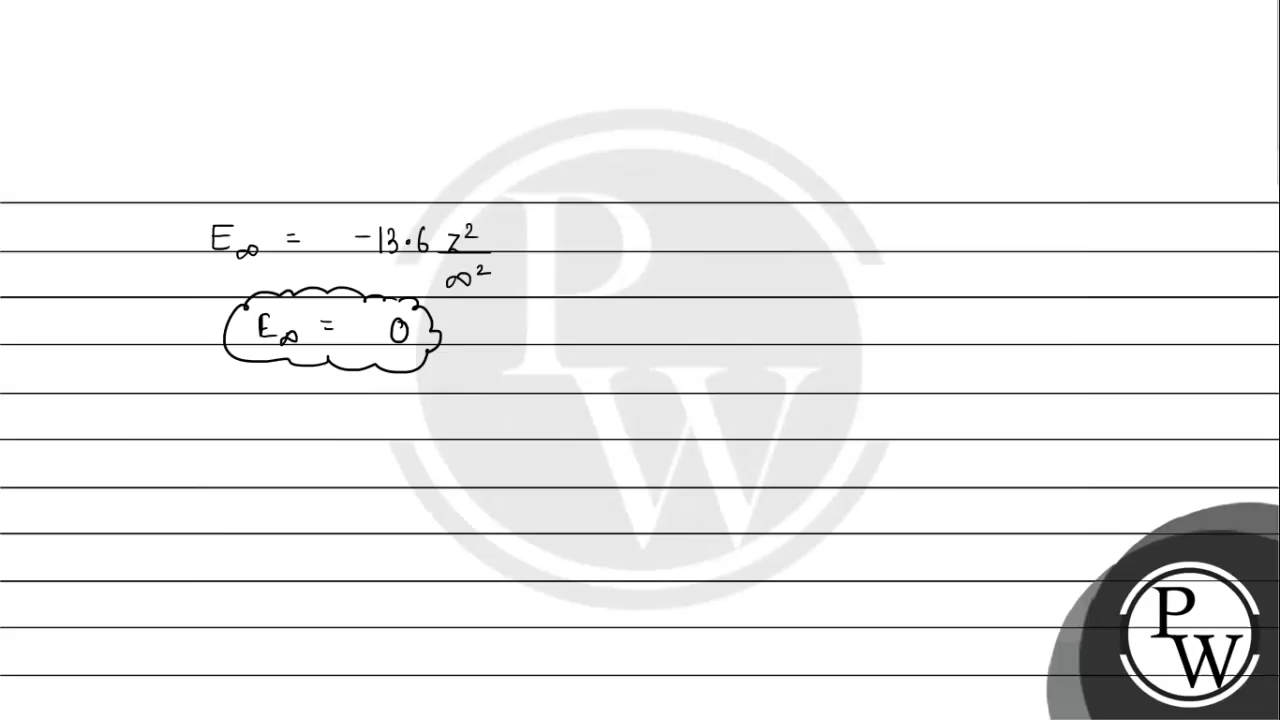 E∞ = -13.6 z²/∞²
E∞ = 0
P
W
P
W